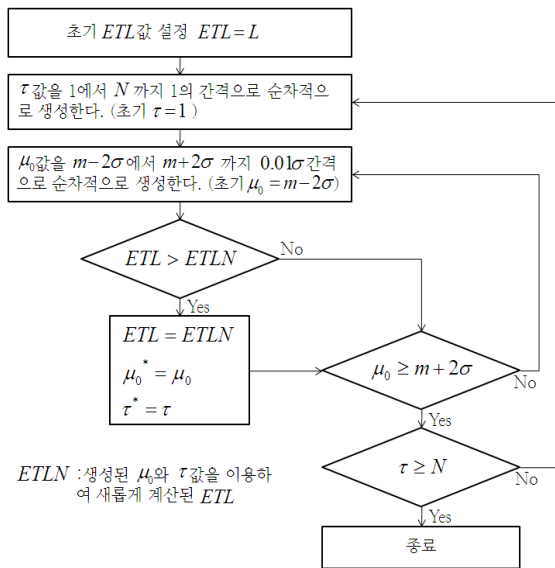 초기 ETL값 설정 ETL=L
τ값을 1에서 N 까지 1의 간격으로 순차적으
로 생성한다. (초기 τ=1 )
μ₀값을 m−2σ에서 m+2σ 까지 0.01σ간격
으로 순차적으로 생성한다. (초기 μ₀ = m−2σ)
ETL > ETLN
No
Yes
ETL = ETLN
μ₀* = μ₀
τ* = τ
μ₀ ≥ m + 2σ
No
Yes
τ ≥ N
No
Yes
종료
ETLN : 생성된 μ₀와 τ값을 이용하
여 새롭게 계산된 ETL